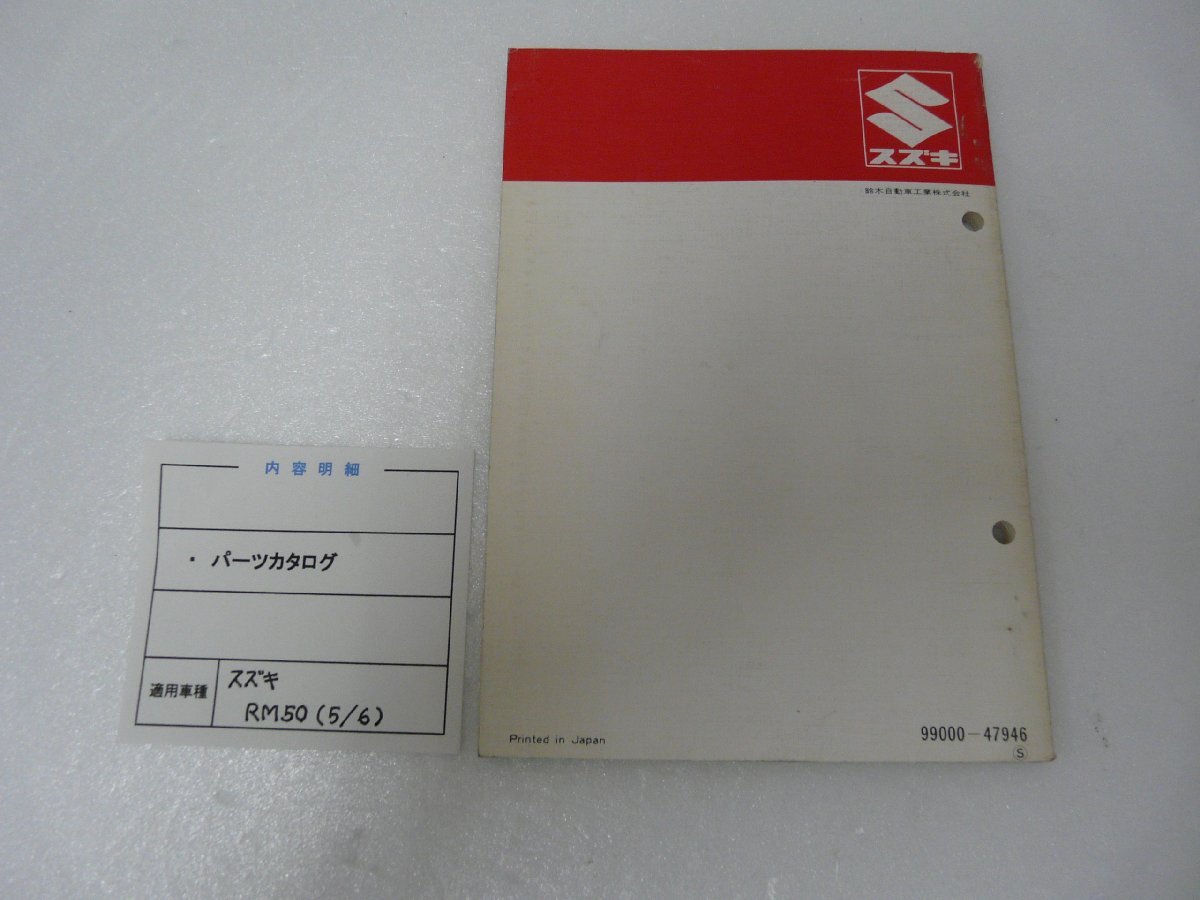 スズキ
鈴木自動車工業株式会社
Printed in Japan
99000-47946
S
内容明細
・パーツカタログ
適用車種
スズキ
RM50(5/6)